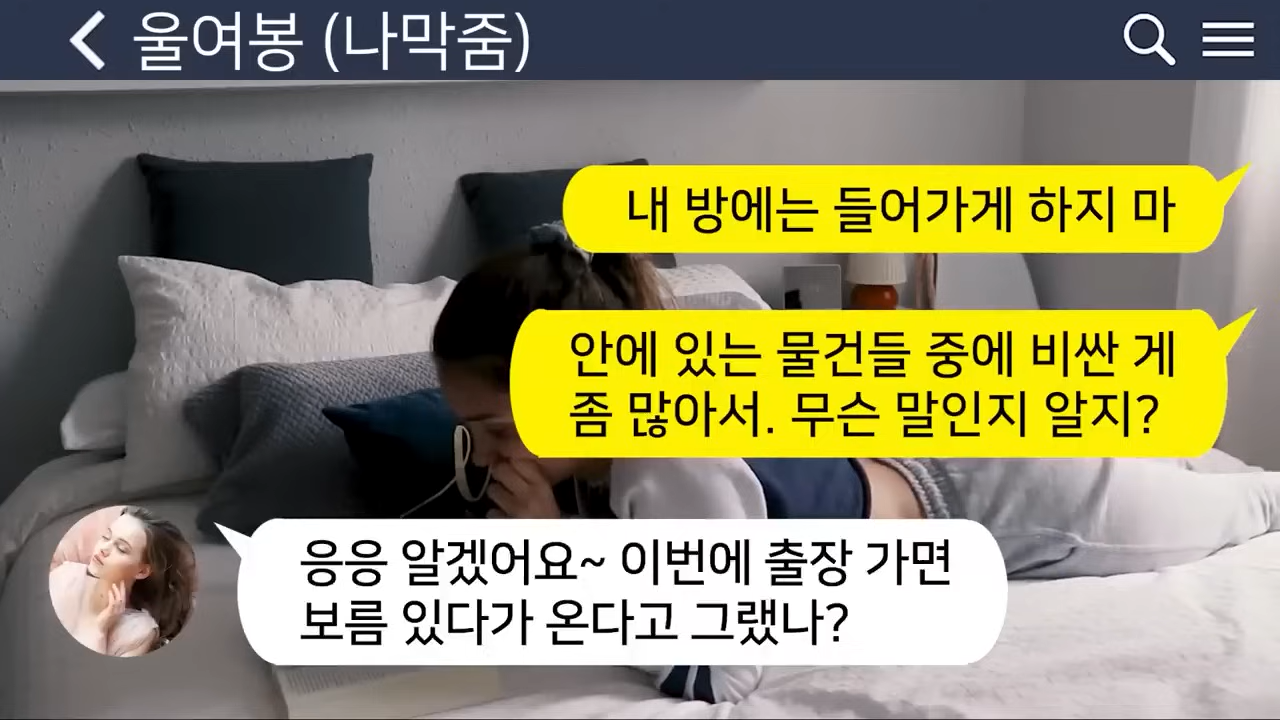 울여봉 (나막줌)
내 방에는 들어가게 하지 마
안에 있는 물건들 중에 비싼 게
좀 많아서. 무슨 말인지 알지?
응응 알겠어요~ 이번에 출장 가면
보름 있다가 온다고 그랬나?